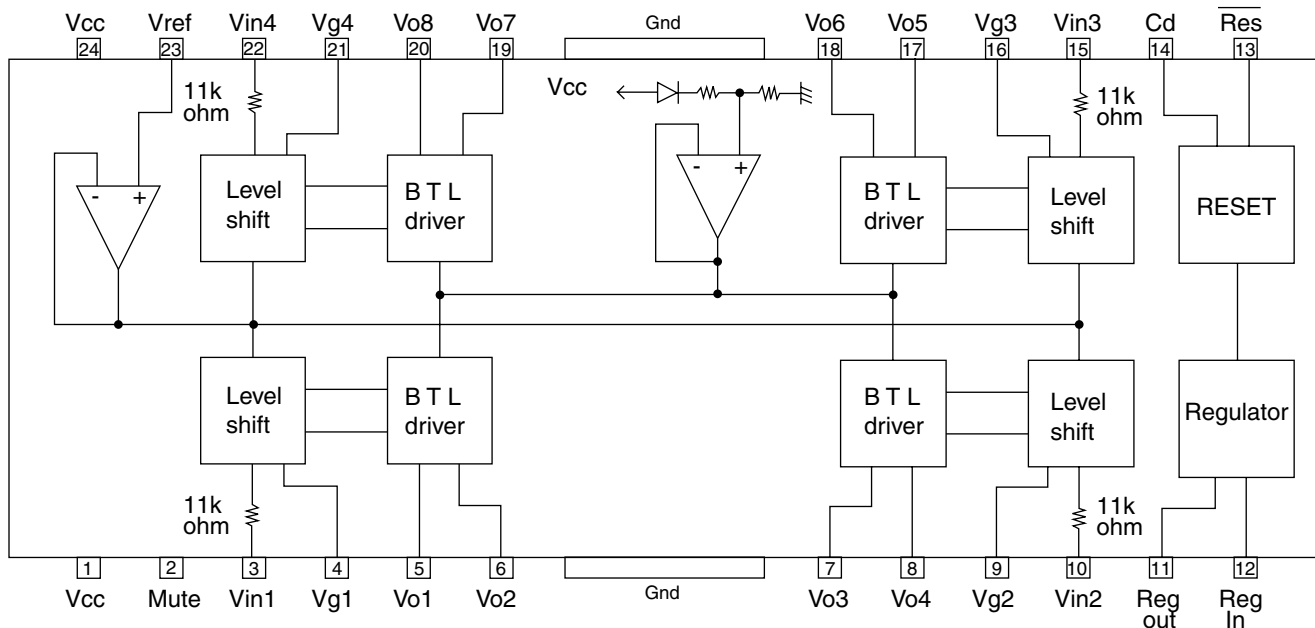 Vcc Vref Vin4 Vg4 Vo8 Vo7 Gnd Vo6 Vo5 Vg3 Vin3 Cd Res
24 23 22 21 20 19 18 17 16 15 14 13
11k
ohm
Vcc
11k
ohm
- +
Level
shift
B T L
driver
- +
B T L
driver
Level
shift
RESET
Level
shift
B T L
driver
B T L
driver
Level
shift
Regulator
11k
ohm
11k
ohm
1 2 3 4 5 6 7 8 9 10 11 12
Vcc Mute Vin1 Vg1 Vo1 Vo2 Gnd Vo3 Vo4 Vg2 Vin2 Reg
out
Reg
In